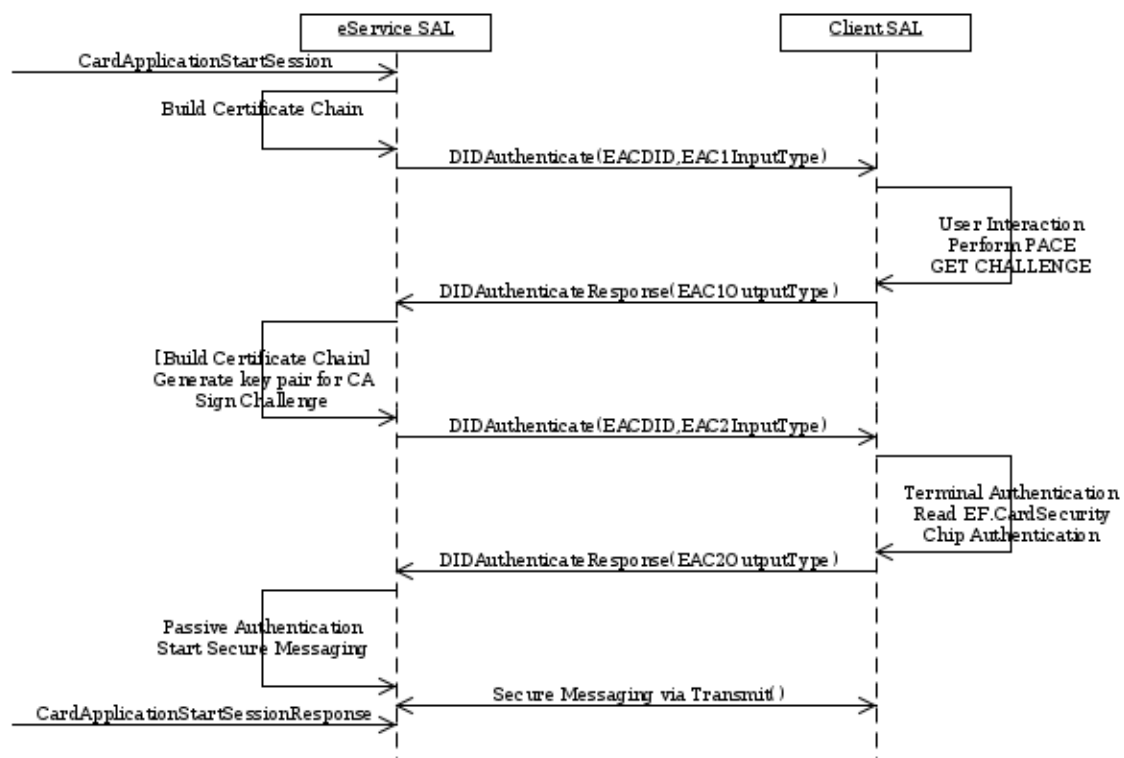 eService SAL
Client SAL
CardApplicationStartSession
Build Certificate Chain
DIDAuthenticate(EACDID,EAC1InputType)
User Interaction
Perform PACE
GET CHALLENGE
DIDAuthenticateResponse(EAC1OutputType)
[Build Certificate Chain]
Generate key pair for CA
Sign Challenge
DIDAuthenticate(EACDID,EAC2InputType)
Terminal Authentication
Read EF.CardSecurity
Chip Authentication
DIDAuthenticateResponse(EAC2OutputType)
Passive Authentication
Start Secure Messaging
Secure Messaging via Transmit()
CardApplicationStartSessionResponse